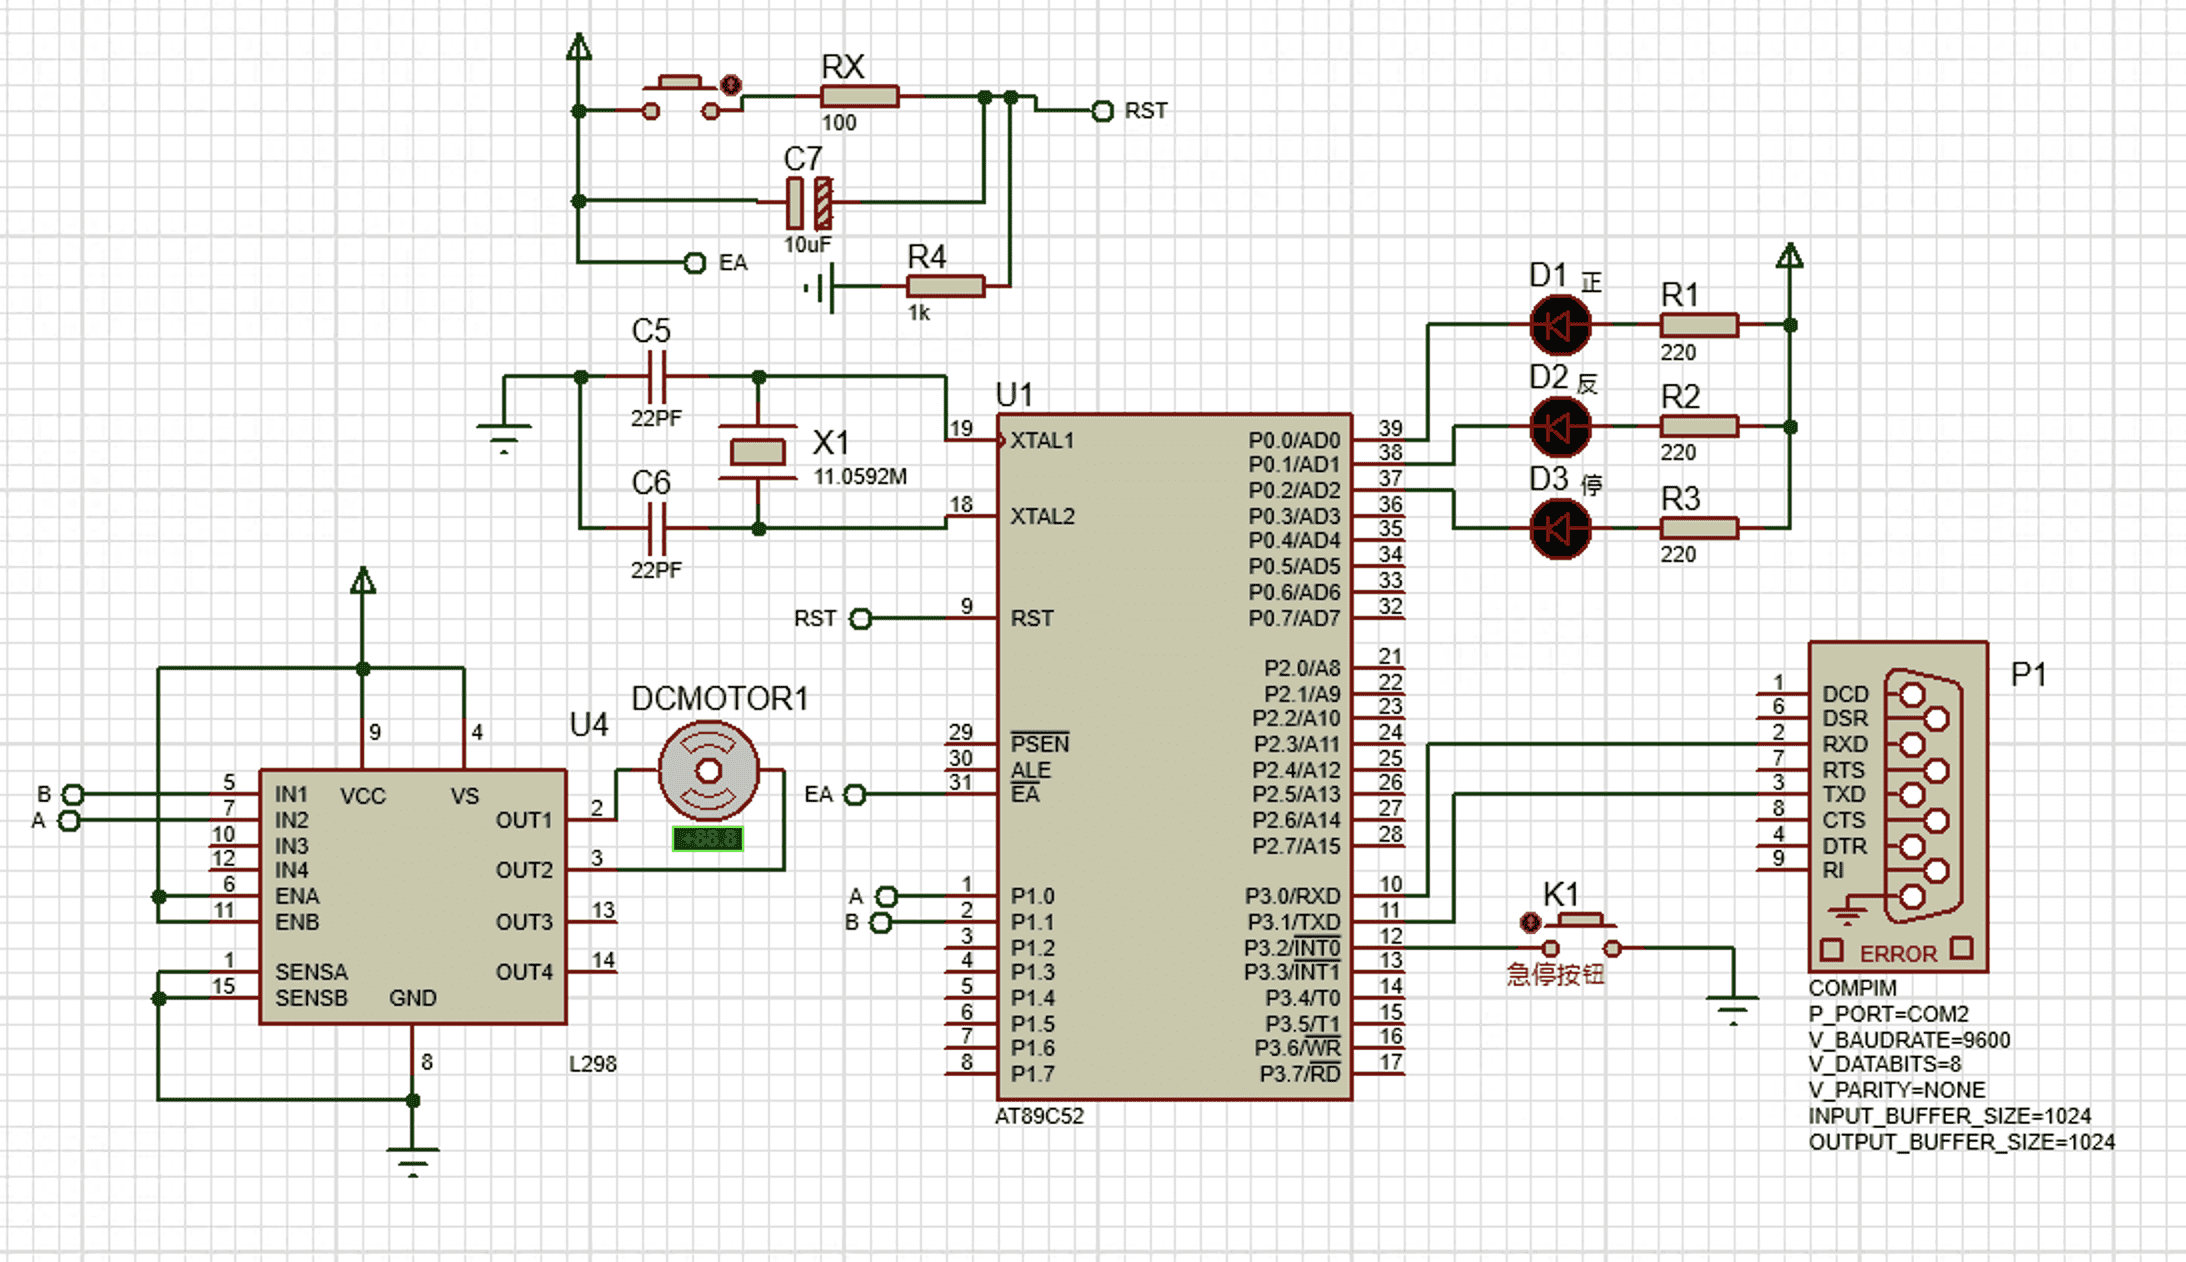 RX
100
RST
C7
10uF
EA
R4
1k
C5
22PF
X1
11.0592M
C6
22PF
D1 正
R1
220
D2 反
R2
220
D3 停
R3
220
U1
19 XTAL1
18 XTAL2
RST 9 RST
29 PSEN
30 ALE
EA 31 EA
A 1 P1.0
B 2 P1.1
3 P1.2
4 P1.3
5 P1.4
6 P1.5
7 P1.6
8 P1.7
P0.0/AD0 39
P0.1/AD1 38
P0.2/AD2 37
P0.3/AD3 36
P0.4/AD4 35
P0.5/AD5 34
P0.6/AD6 33
P0.7/AD7 32
P2.0/A8 21
P2.1/A9 22
P2.2/A10 23
P2.3/A11 24
P2.4/A12 25
P2.5/A13 26
P2.6/A14 27
P2.7/A15 28
P3.0/RXD 10
P3.1/TXD 11
P3.2/INT0 12
P3.3/INT1 13
P3.4/T0 14
P3.5/T1 15
P3.6/WR 16
P3.7/RD 17
AT89C52
DCMOTOR1
+88.8
U4
9 4
VCC VS
B 5 IN1
A 7 IN2
10 IN3
12 IN4
6 ENA
11 ENB
1 SENSA
15 SENSB
GND
8
OUT1 2
OUT2 3
OUT3 13
OUT4 14
L298
K1
急停按钮
P1
1 DCD
6 DSR
2 RXD
7 RTS
3 TXD
8 CTS
4 DTR
9 RI
ERROR
COMPIM
P_PORT=COM2
V_BAUDRATE=9600
V_DATABITS=8
V_PARITY=NONE
INPUT_BUFFER_SIZE=1024
OUTPUT_BUFFER_SIZE=1024